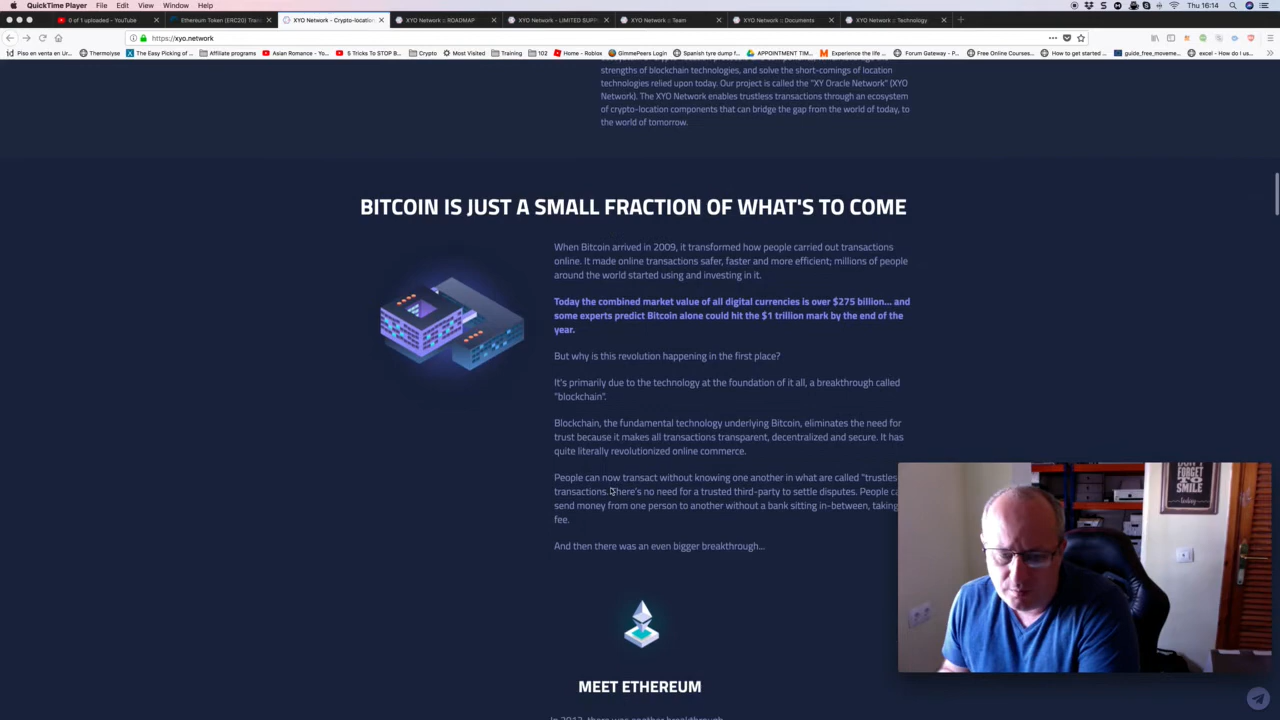 QuickTime Player File Edit View Window Help
Thu 16:14
0 of 1 uploaded - YouTube
Ethereum Token (ERC20) Tran
XYO Network - Crypto-location
XYO Network :: ROADMAP
XYO Network - LIMITED SUPP
XYO Network :: Team
XYO Network :: Documents
XYO Network :: Technology
https://xyo.network
Piso en venta en Ur...
Thermolyse
The Easy Picking of ...
Affiliate programs
Asian Romance - Yo...
5 Tricks To STOP B...
Crypto
Most Visited
Training
102
Home - Roblox
GimmePeers Login
Spanish tyre dump f...
APPOINTMENT TIM...
Experience the life ...
Forum Gateway - P...
Free Online Courses...
How to get started ...
guide_free_moveme...
excel - How do I us...
strengths of blockchain technologies, and solve the short-comings of location
technologies relied upon today. Our project is called the "XY Oracle Network" (XYO
Network). The XYO Network enables trustless transactions through an ecosystem
of crypto-location components that can bridge the gap from the world of today, to
the world of tomorrow.
BITCOIN IS JUST A SMALL FRACTION OF WHAT'S TO COME
When Bitcoin arrived in 2009, it transformed how people carried out transactions
online. It made online transactions safer, faster and more efficient; millions of people
around the world started using and investing in it.
Today the combined market value of all digital currencies is over $275 billion... and
some experts predict Bitcoin alone could hit the $1 trillion mark by the end of the
year.
But why is this revolution happening in the first place?
It's primarily due to the technology at the foundation of it all, a breakthrough called
"blockchain".
Blockchain, the fundamental technology underlying Bitcoin, eliminates the need for
trust because it makes all transactions transparent, decentralized and secure. It has
quite literally revolutionized online commerce.
People can now transact without knowing one another in what are called "trustles
transactions. There's no need for a trusted third-party to settle disputes. People ca
send money from one person to another without a bank sitting in-between, taking
fee.
And then there was an even bigger breakthrough...
DON'T
FORGET
TO
SMILE
today
MEET ETHEREUM